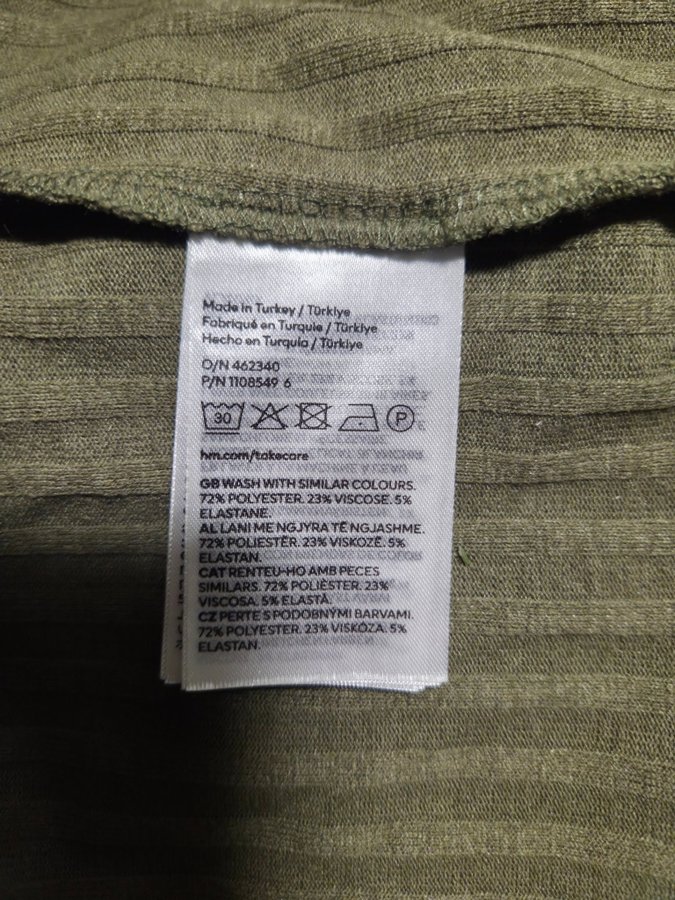 Made in Turkey / Türkiye
Fabriqué en Turquie / Türkiye
Hecho en Turquía / Türkiye
O/N 462340
P/N 1108549 6
30
P
hm.com/takecare
GB WASH WITH SIMILAR COLOURS.
72% POLYESTER. 23% VISCOSE. 5%
ELASTANE.
AL LANI ME NGJYRA TË NGJASHME.
72% POLIESTËR. 23% VISKOZË. 5%
ELASTAN.
CAT RENTEU-HO AMB PECES
SIMILARS. 72% POLIÈSTER. 23%
VISCOSA. 5% ELASTÀ.
CZ PERTE S PODOBNÝMI BARVAMI.
72% POLYESTER. 23% VISKÓZA. 5%
ELASTAN.